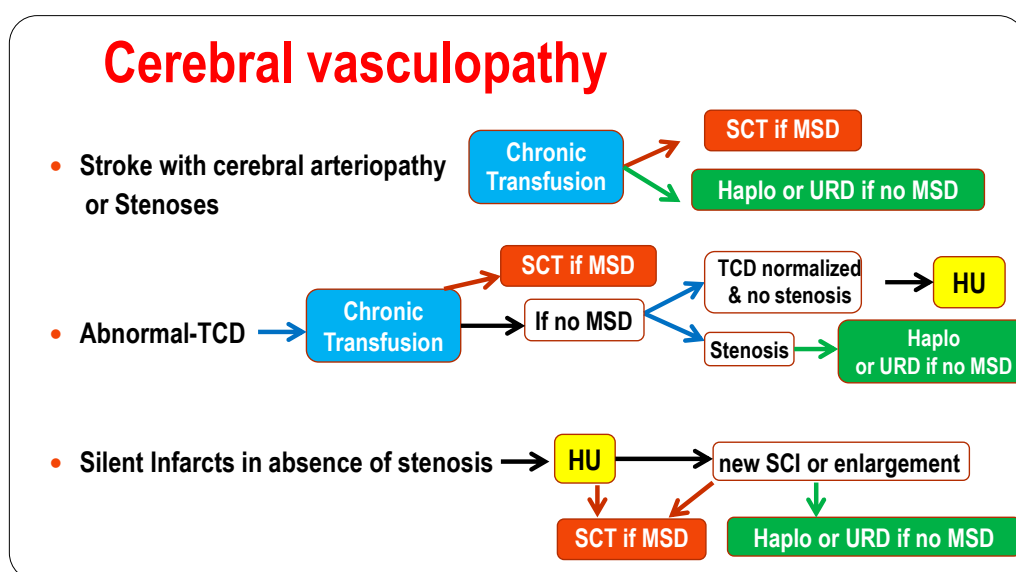 Cerebral vasculopathy
• Stroke with cerebral arteriopathy
or Stenoses
Chronic
Transfusion
SCT if MSD
Haplo or URD if no MSD
• Abnormal-TCD
Chronic
Transfusion
SCT if MSD
If no MSD
TCD normalized
& no stenosis
HU
Stenosis
Haplo
or URD if no MSD
• Silent Infarcts in absence of stenosis
HU
new SCI or enlargement
SCT if MSD
Haplo or URD if no MSD